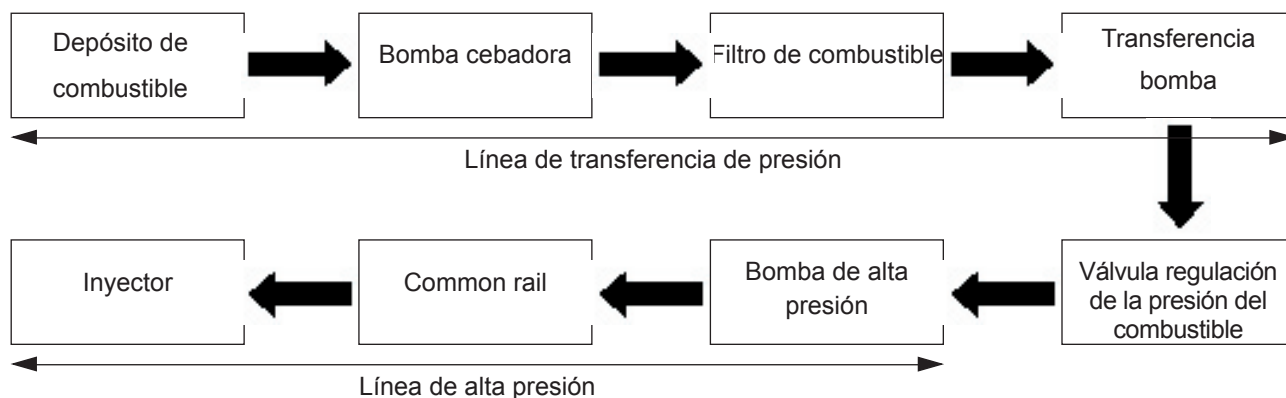 Depósito de
combustible
Bomba cebadora
Filtro de combustible
Transferencia
bomba
Línea de transferencia de presión
Inyector
Common rail
Bomba de alta
presión
Válvula regulación
de la presión del
combustible
Línea de alta presión